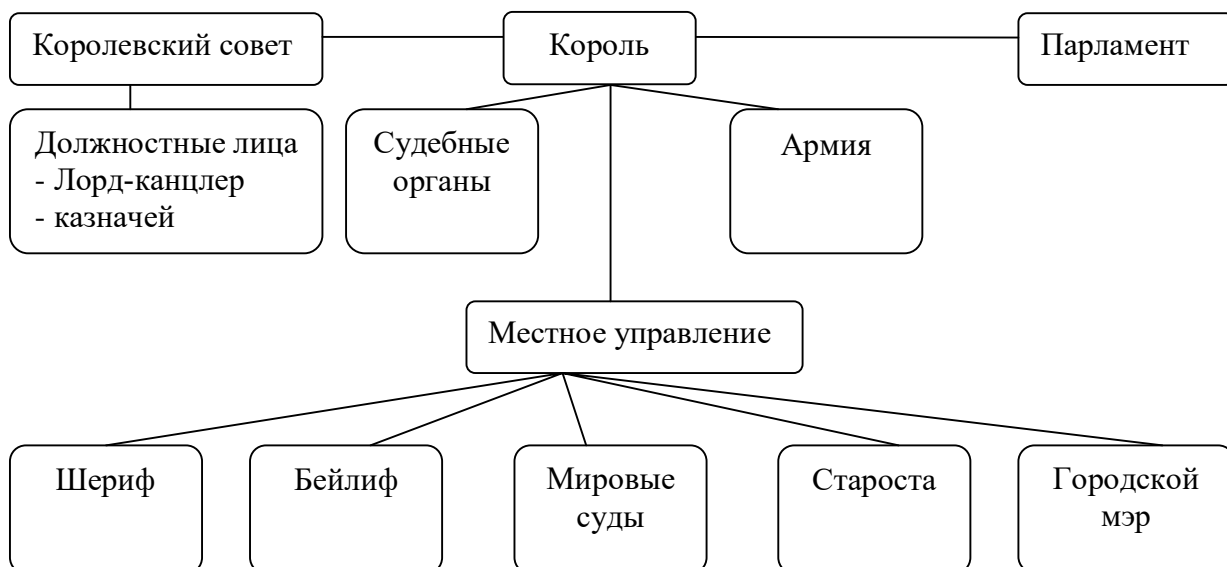 Королевский совет
Король
Парламент
Должностные лица
- Лорд-канцлер
- казначей
Судебные
органы
Армия
Местное управление
Шериф
Бейлиф
Мировые
суды
Староста
Городской
мэр